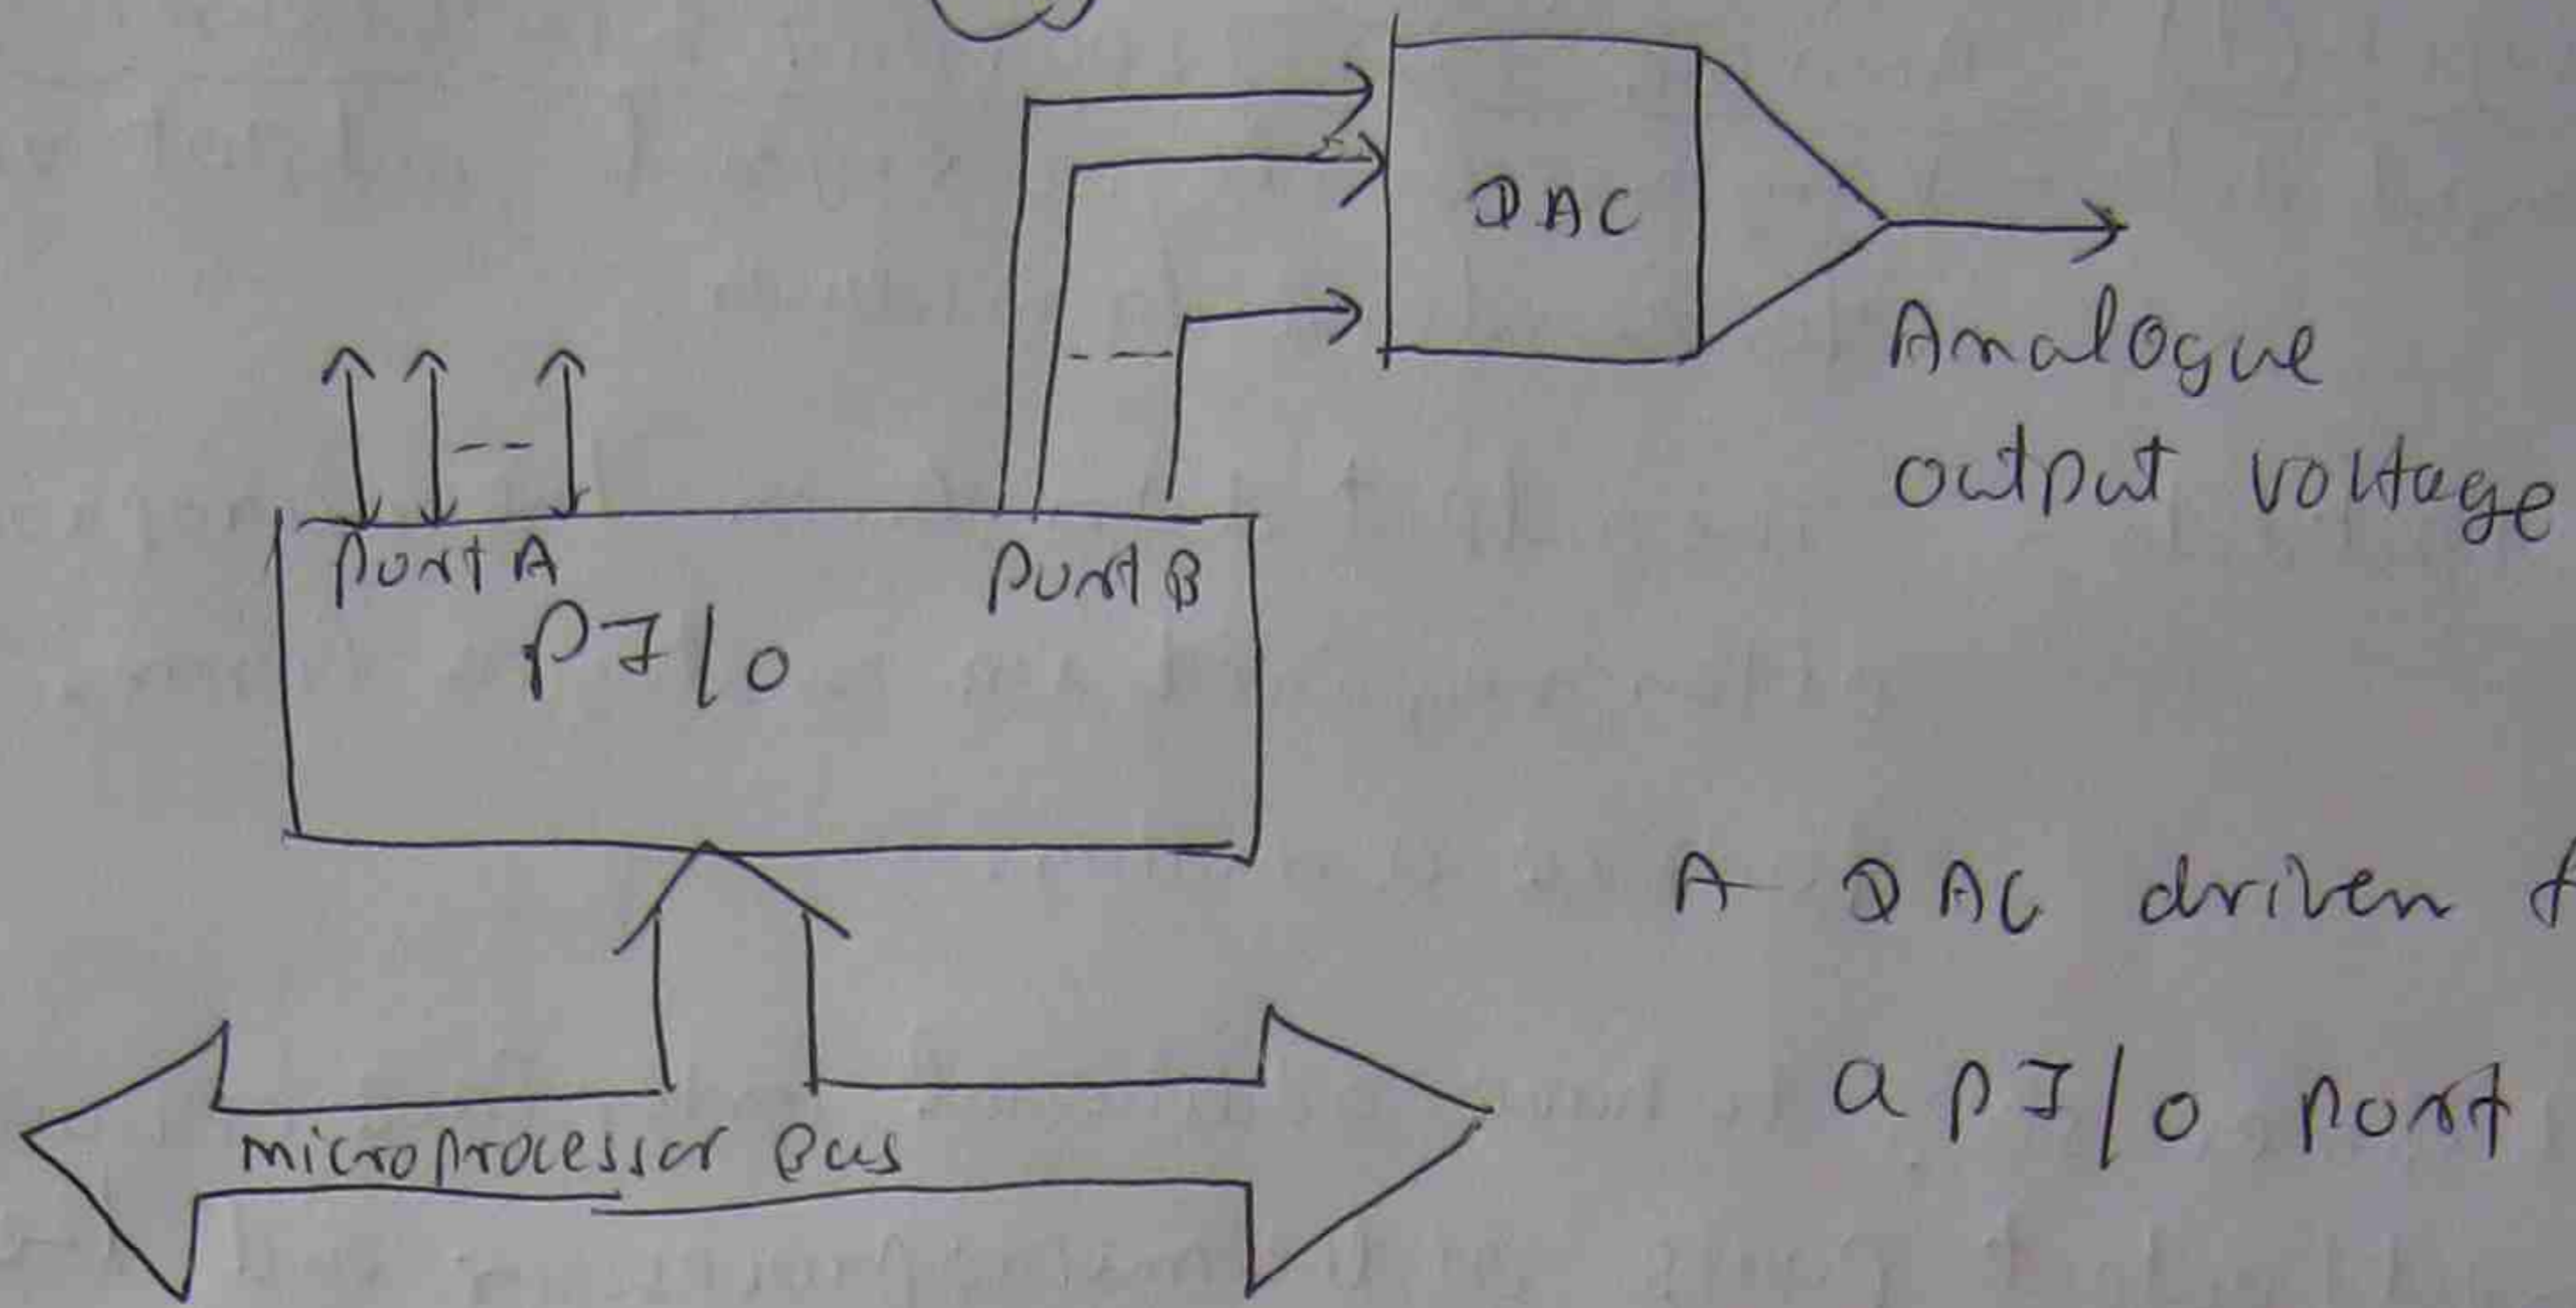 DAC
Analogue
output voltage
Port A
Port B
PI/O
A DAC driven
a PI/O port
microprocessor Bus